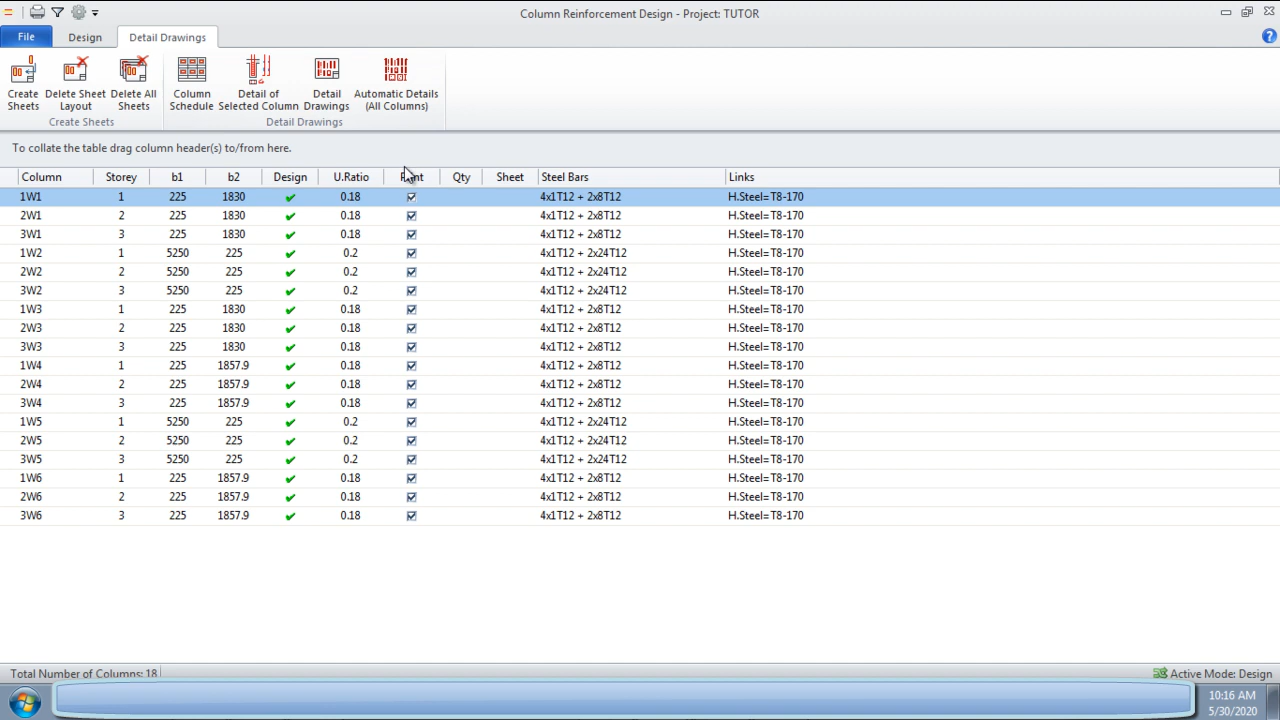 Column Reinforcement Design - Project: TUTOR
File Design Detail Drawings
Create Sheets
Delete Sheet Layout
Delete All Sheets
Column Schedule
Detail of Selected Column
Detail Drawings
Automatic Details (All Columns)
Create Sheets Detail Drawings
To collate the table drag column header(s) to/from here.
Column Storey b1 b2 Design U.Ratio Qty Sheet Steel Bars Links
1W1 1 225 1830 0.18 4x1T12 + 2x8T12 H.Steel=T8-170
2W1 2 225 1830 0.18 4x1T12 + 2x8T12 H.Steel=T8-170
3W1 3 225 1830 0.18 4x1T12 + 2x8T12 H.Steel=T8-170
1W2 1 5250 225 0.2 4x1T12 + 2x24T12 H.Steel=T8-170
2W2 2 5250 225 0.2 4x1T12 + 2x24T12 H.Steel=T8-170
3W2 3 5250 225 0.2 4x1T12 + 2x24T12 H.Steel=T8-170
1W3 1 225 1830 0.18 4x1T12 + 2x8T12 H.Steel=T8-170
2W3 2 225 1830 0.18 4x1T12 + 2x8T12 H.Steel=T8-170
3W3 3 225 1830 0.18 4x1T12 + 2x8T12 H.Steel=T8-170
1W4 1 225 1857.9 0.18 4x1T12 + 2x8T12 H.Steel=T8-170
2W4 2 225 1857.9 0.18 4x1T12 + 2x8T12 H.Steel=T8-170
3W4 3 225 1857.9 0.18 4x1T12 + 2x8T12 H.Steel=T8-170
1W5 1 5250 225 0.2 4x1T12 + 2x24T12 H.Steel=T8-170
2W5 2 5250 225 0.2 4x1T12 + 2x24T12 H.Steel=T8-170
3W5 3 5250 225 0.2 4x1T12 + 2x24T12 H.Steel=T8-170
1W6 1 225 1857.9 0.18 4x1T12 + 2x8T12 H.Steel=T8-170
2W6 2 225 1857.9 0.18 4x1T12 + 2x8T12 H.Steel=T8-170
3W6 3 225 1857.9 0.18 4x1T12 + 2x8T12 H.Steel=T8-170
Total Number of Columns: 18 Active Mode: Design
10:16 AM
5/30/2020